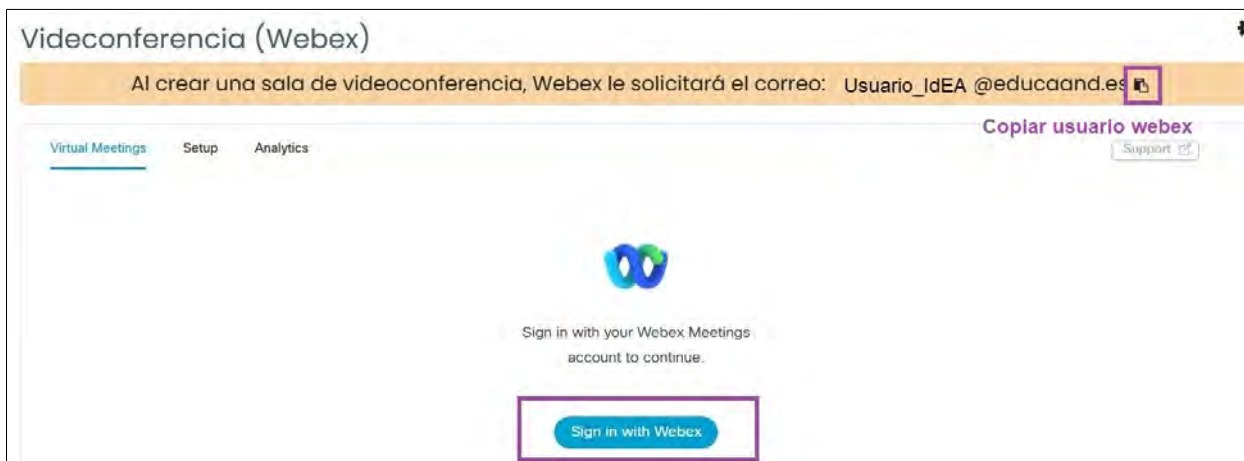 Videconferencia (Webex)
Al crear una sala de videoconferencia, Webex le solicitará el correo: Usuario_IdEA @educaand.es
Copiar usuario webex
Virtual Meetings Setup Analytics Support
Sign in with your Webex Meetings
account to continue.
Sign in with Webex